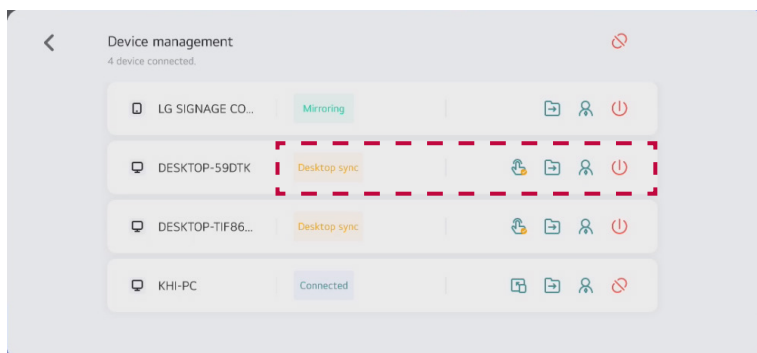 Device management
4 device connected.
LG SIGNAGE CO... Mirroring
DESKTOP-59DTK Desktop sync
DESKTOP-TIF86... Desktop sync
KHI-PC Connected